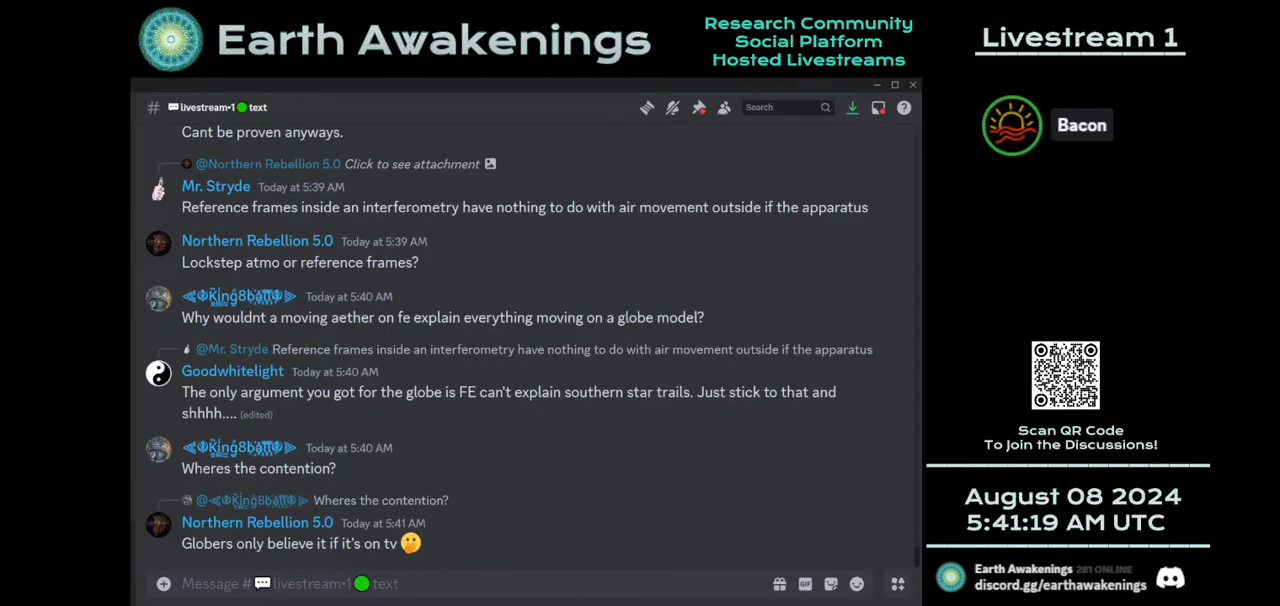 Earth Awakenings
Research Community
Social Platform
Hosted Livestreams
Livestream 1
# livestream•1 text
Search
Bacon
Cant be proven anyways.
@Northern Rebellion 5.0 Click to see attachment
Mr. Stryde Today at 5:39 AM
Reference frames inside an interferometry have nothing to do with air movement outside if the apparatus
Northern Rebellion 5.0 Today at 5:39 AM
Lockstep atmo or reference frames?
King8ball Today at 5:40 AM
Why wouldnt a moving aether on fe explain everything moving on a globe model?
@Mr. Stryde Reference frames inside an interferometry have nothing to do with air movement outside if the apparatus
Goodwhitelight Today at 5:40 AM
The only argument you got for the globe is FE can't explain southern star trails. Just stick to that and
shhhh.... (edited)
King8ball Today at 5:40 AM
Wheres the contention?
@King8ball Wheres the contention?
Northern Rebellion 5.0 Today at 5:41 AM
Globers only believe it if it's on tv 🤫
Message # livestream•1 text
GIF
Scan QR Code
To Join the Discussions!
August 08 2024
5:41:19 AM UTC
Earth Awakenings 281 ONLINE
discord.gg/earthawakenings